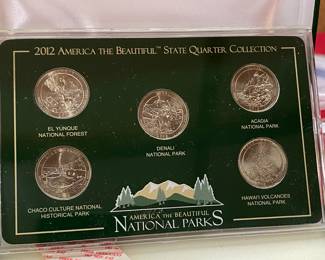 2012 America the Beautiful™ State Quarter Collection
EL YUNQUE
NATIONAL FOREST
DENALI
NATIONAL PARK
ACADIA
NATIONAL PARK
CHACO CULTURE NATIONAL
HISTORICAL PARK
HAWAI'I VOLCANOES
NATIONAL PARK
AMERICA THE BEAUTIFUL
NATIONAL PARKS